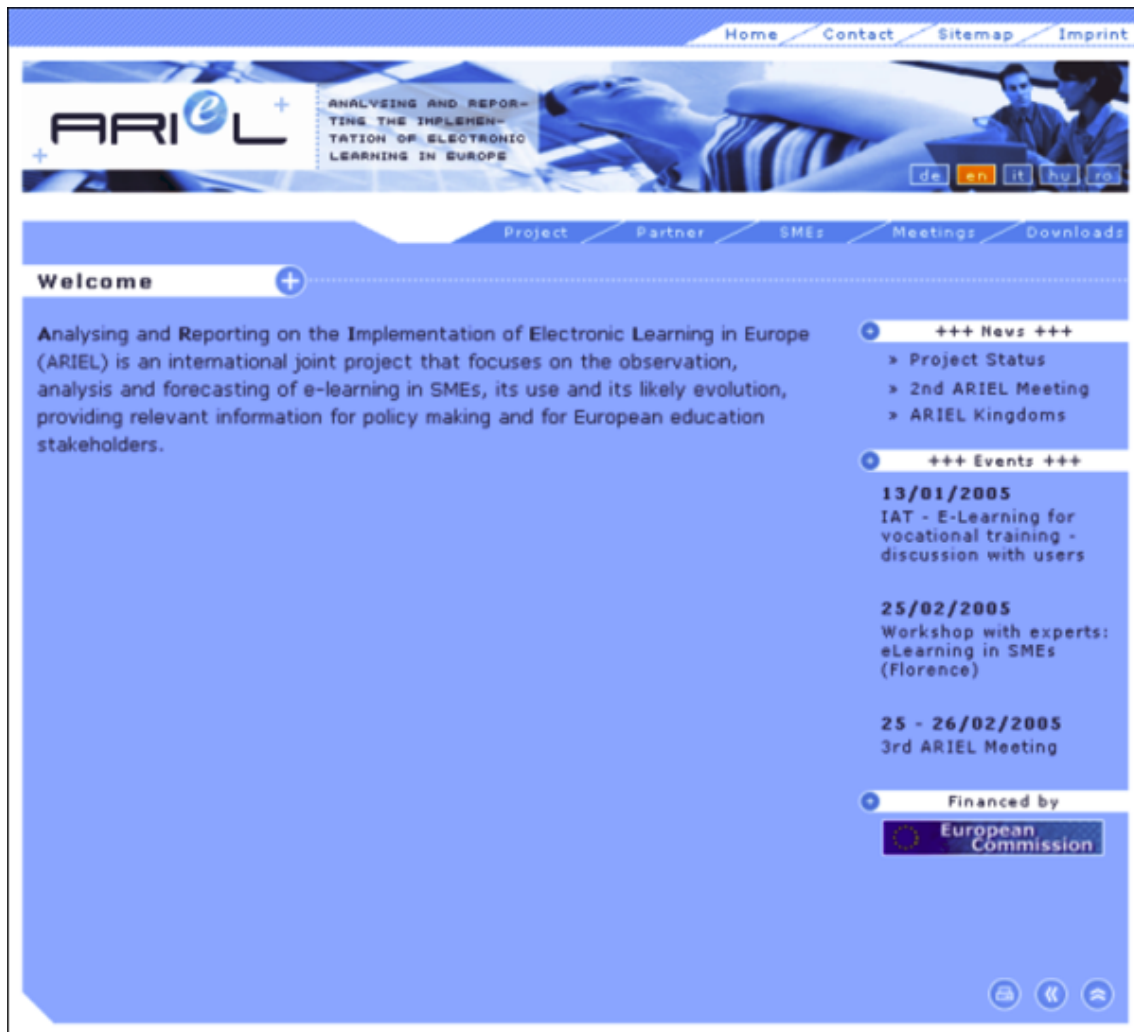 Home Contact Sitemap Imprint
ARIeL
ANALYSING AND REPOR-
TING THE IMPLEMEN-
TATION OF ELECTRONIC
LEARNING IN EUROPE
de en it hu ro
Project Partner SMEs Meetings Downloads
Welcome
Analysing and Reporting on the Implementation of Electronic Learning in Europe
(ARIEL) is an international joint project that focuses on the observation,
analysis and forecasting of e-learning in SMEs, its use and its likely evolution,
providing relevant information for policy making and for European education
stakeholders.
+++ News +++
» Project Status
» 2nd ARIEL Meeting
» ARIEL Kingdoms
+++ Events +++
13/01/2005
IAT - E-Learning for
vocational training -
discussion with users
25/02/2005
Workshop with experts:
eLearning in SMEs
(Florence)
25 - 26/02/2005
3rd ARIEL Meeting
Financed by
European
Commission